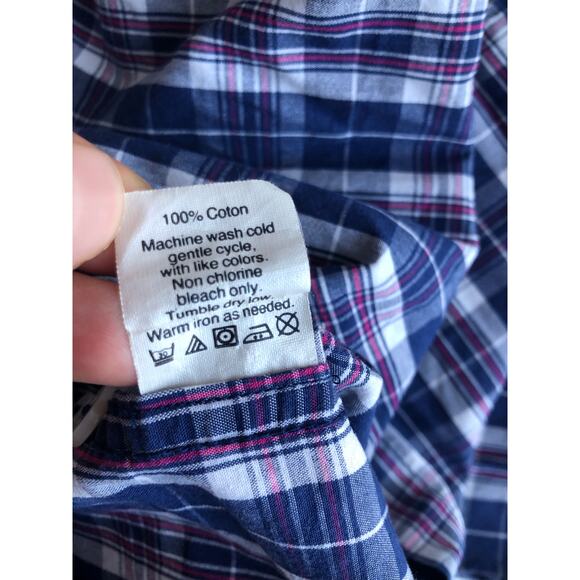 100% Coton
Machine wash cold
gentle cycle,
with like colors.
Non chlorine
bleach only.
Tumble dry low.
Warm iron as needed.
30